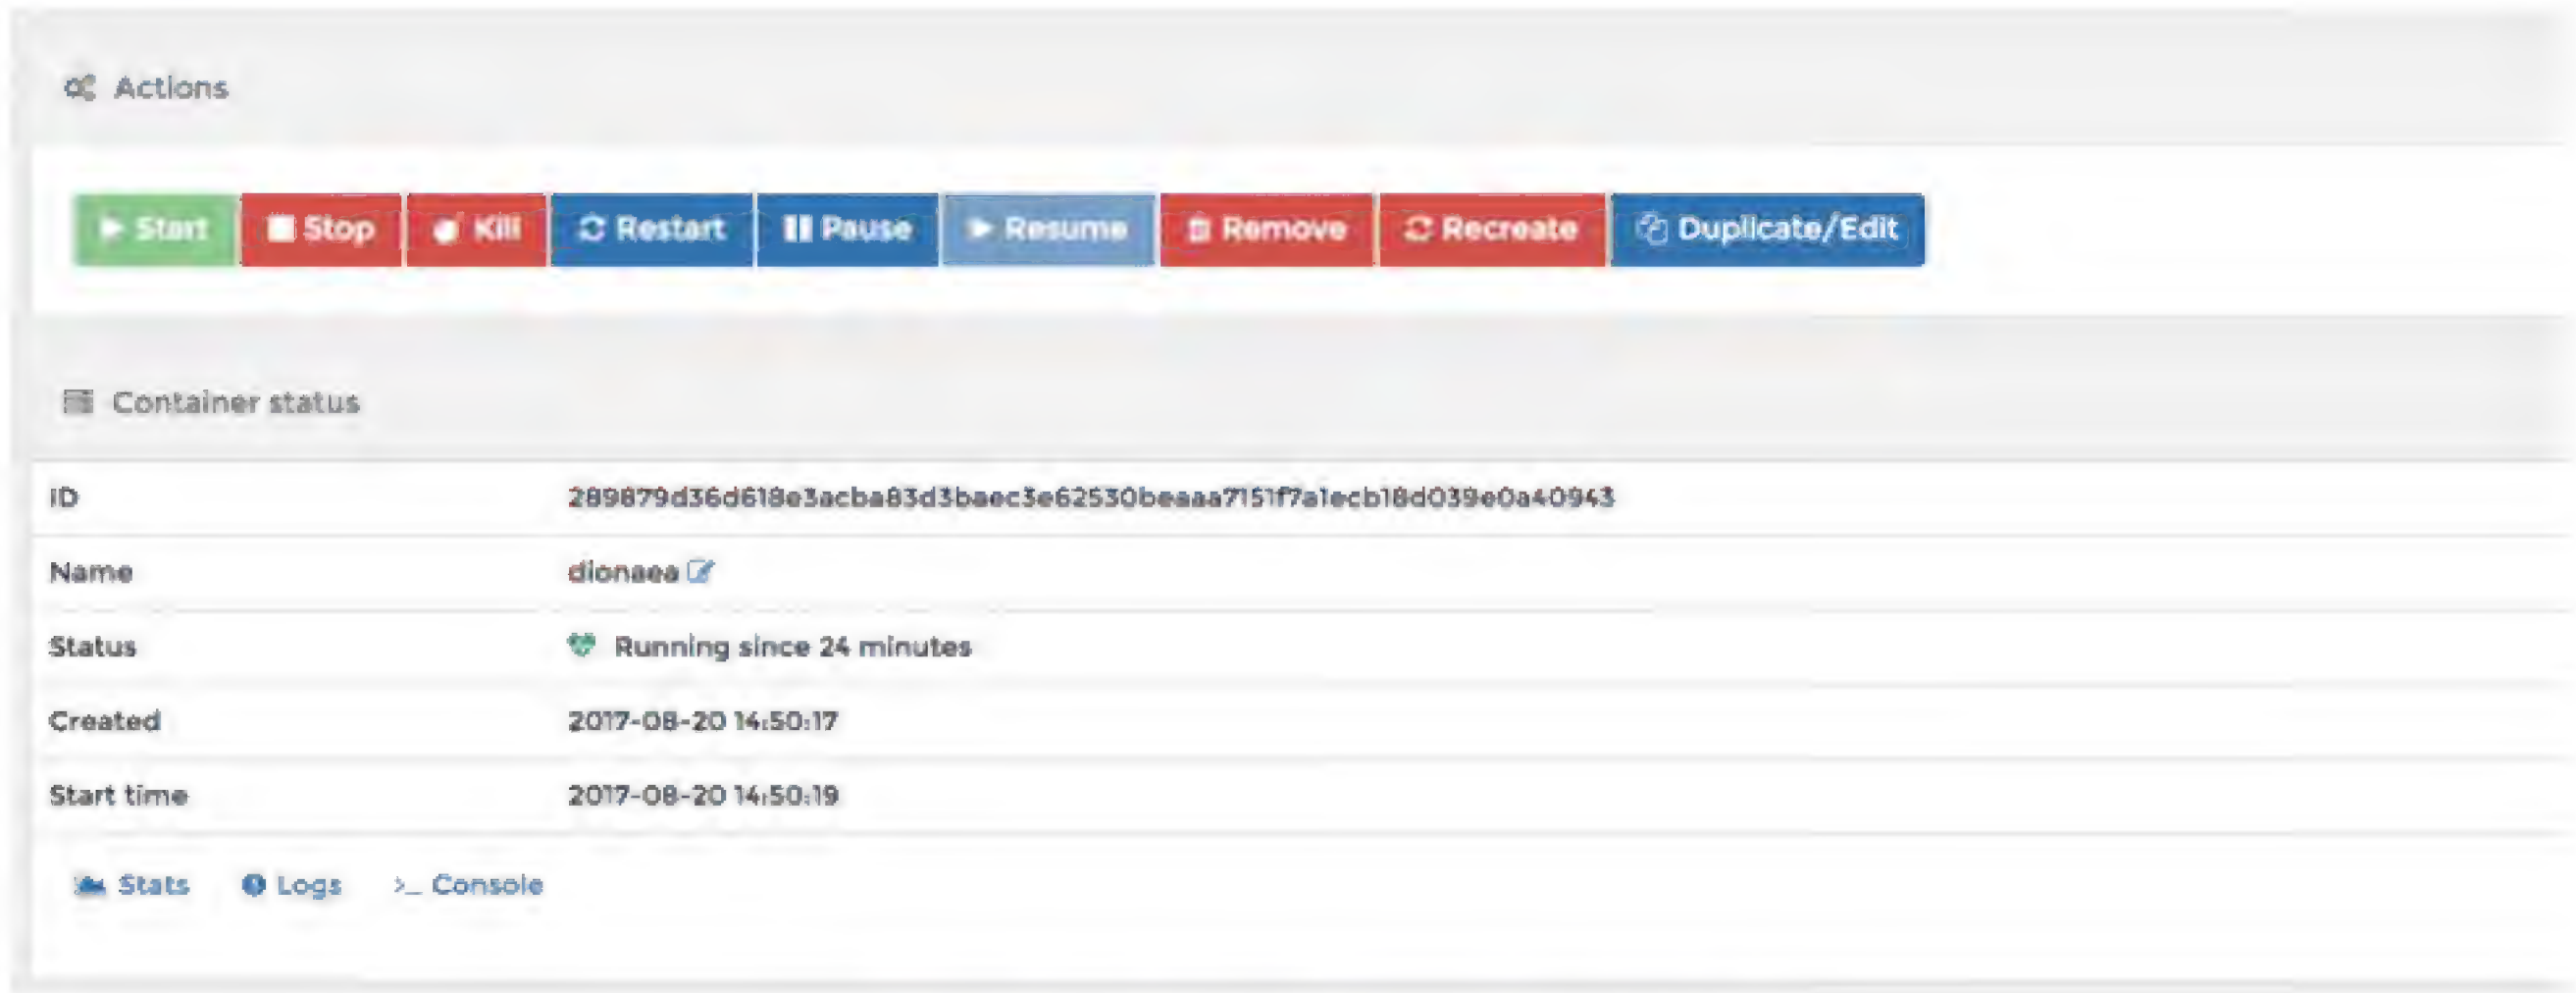 Actions
Start Stop Kill Restart Pause Resume Remove Recreate Duplicate/Edit
Container status
ID 289879d36d618e3acba83d3baec3e62530beaaa7151f7a1ecb18d039e0a40943
Name dionaea
Status Running since 24 minutes
Created 2017-08-20 14:50:17
Start time 2017-08-20 14:50:19
Stats Logs >_ Console